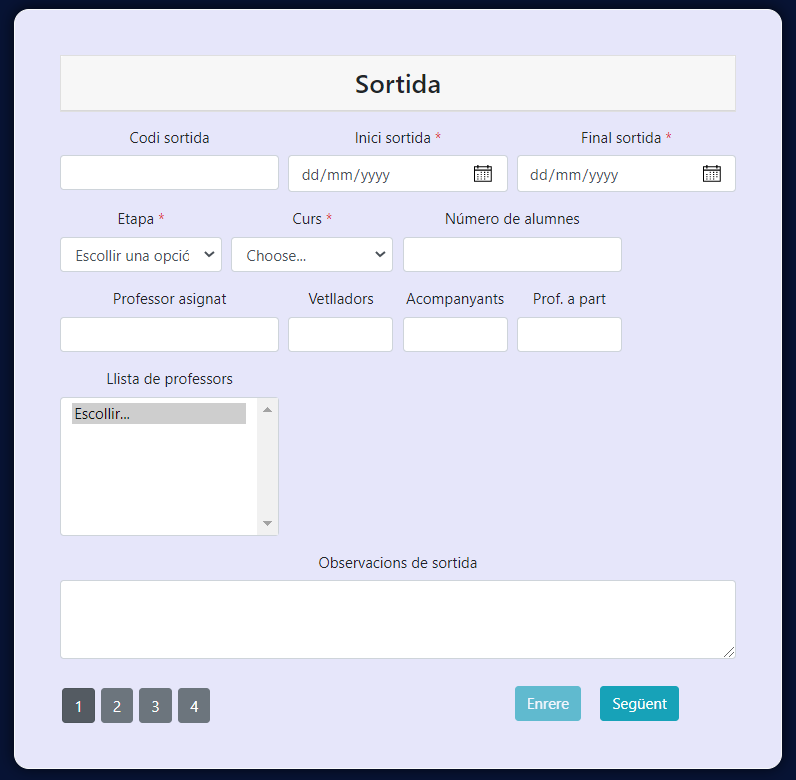 Sortida
Codi sortida Inici sortida * Final sortida *
dd/mm/yyyy dd/mm/yyyy
Etapa * Curs * Número de alumnes
Escollir una opció Choose...
Professor asignat Vetlladors Acompanyants Prof. a part
Llista de professors
Escollir...
Observacions de sortida
1 2 3 4 Enrere Següent